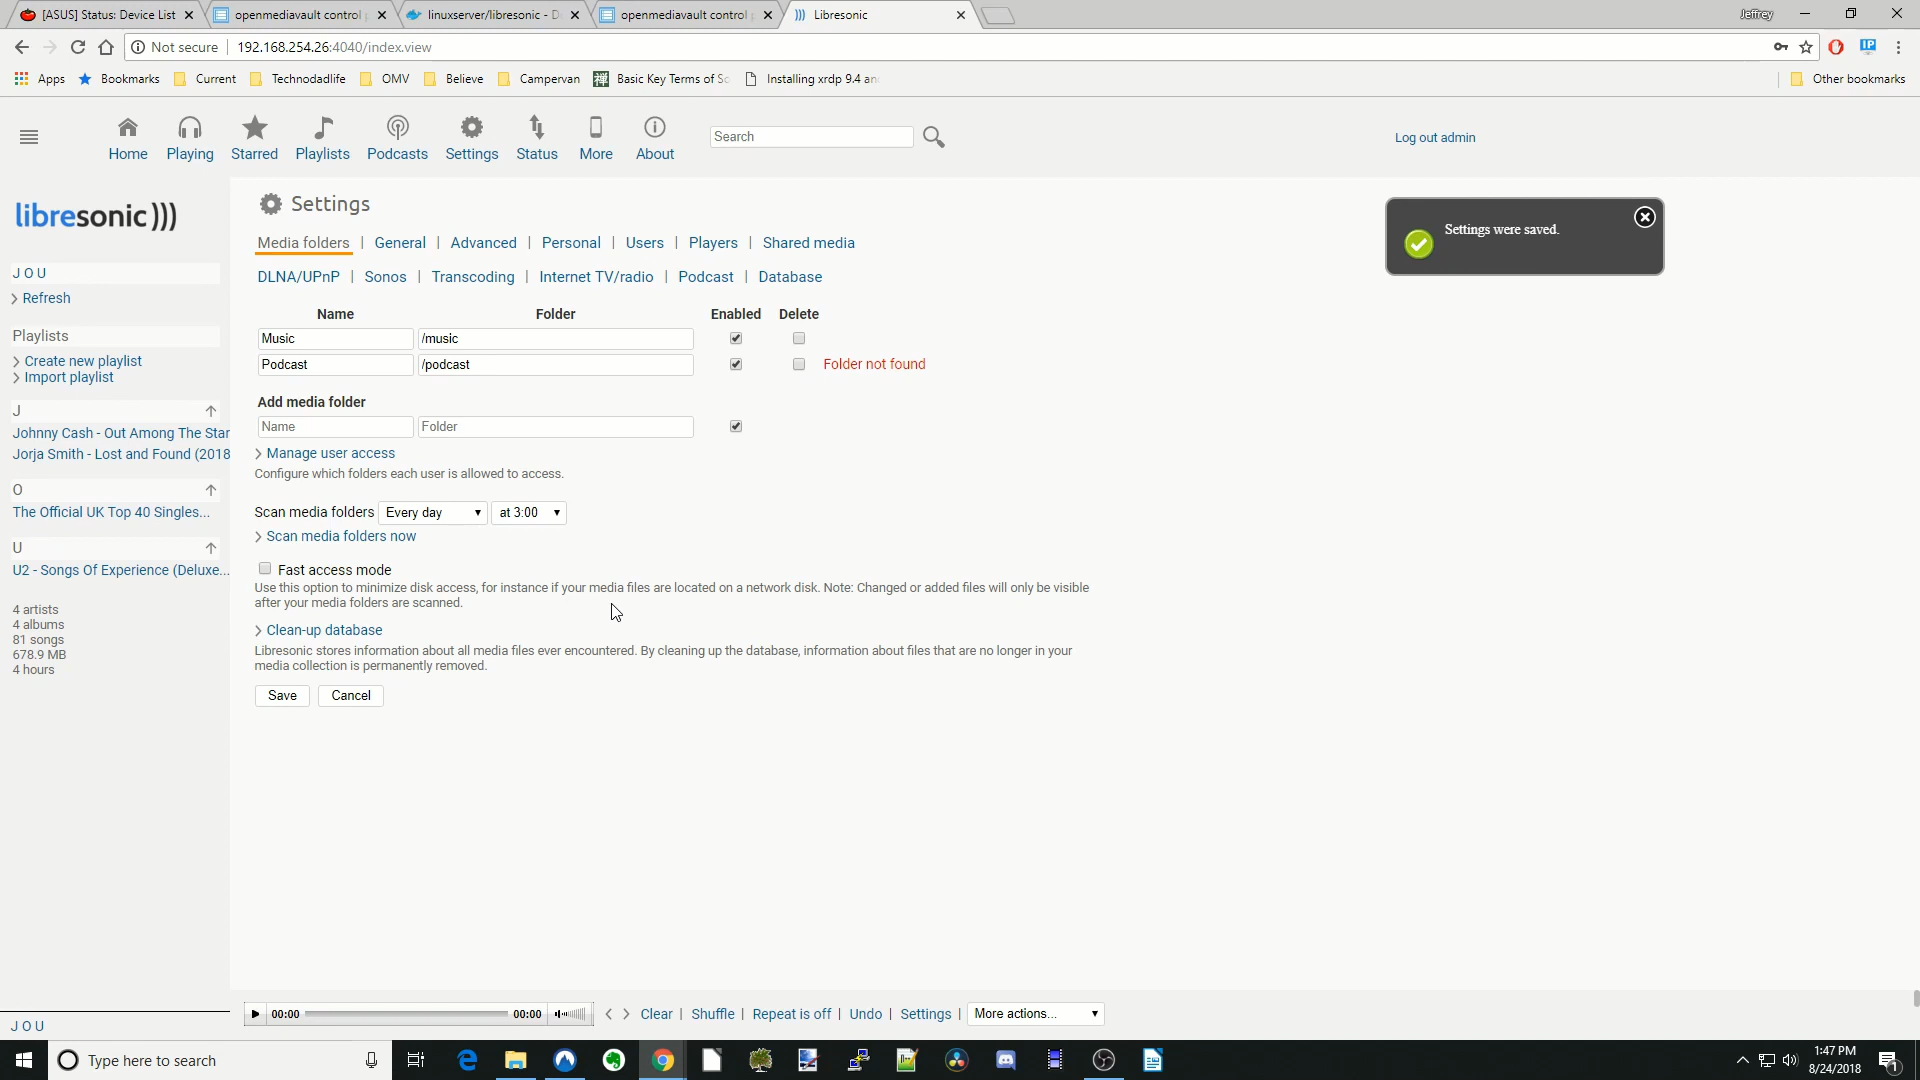 [ASUS] Status: Device List
openmediavault control
linuxserver/libresonic - D
openmediavault control
Libresonic
Jeffrey
Not secure
192.168.254.26:4040/index.view
Apps
Bookmarks
Current
Technodadlife
OMV
Believe
Campervan
Basic Key Terms of So
Installing xrdp 9.4 an
Other bookmarks
Home
Playing
Starred
Playlists
Podcasts
Settings
Status
More
About
Search
Log out admin
libresonic
J O U
> Refresh
Playlists
> Create new playlist
> Import playlist
J
Johnny Cash - Out Among The Star
Jorja Smith - Lost and Found (2018
O
The Official UK Top 40 Singles...
U
U2 - Songs Of Experience (Deluxe...
4 artists
4 albums
81 songs
678.9 MB
4 hours
J O U
Settings
Media folders | General | Advanced | Personal | Users | Players | Shared media
DLNA/UPnP | Sonos | Transcoding | Internet TV/radio | Podcast | Database
Name Folder Enabled Delete
Music /music
Podcast /podcast Folder not found
Add media folder
Name Folder
> Manage user access
Configure which folders each user is allowed to access.
Scan media folders Every day at 3:00
> Scan media folders now
Fast access mode
Use this option to minimize disk access, for instance if your media files are located on a network disk. Note: Changed or added files will only be visible
after your media folders are scanned.
> Clean-up database
Libresonic stores information about all media files ever encountered. By cleaning up the database, information about files that are no longer in your
media collection is permanently removed.
Save Cancel
Settings were saved.
00:00 00:00
< > Clear | Shuffle | Repeat is off | Undo | Settings | More actions...
Type here to search
1:47 PM
8/24/2018
1